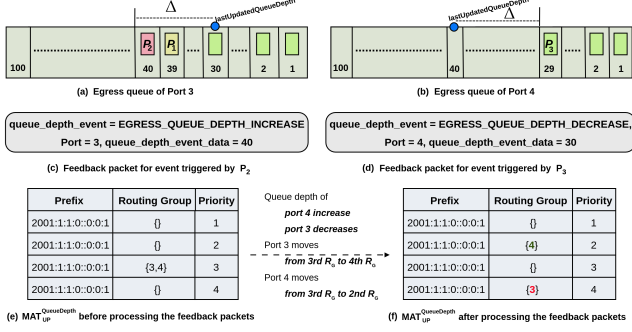 Δ
lastUpdatedQueueDepth
P2 P1
100 40 39 30 2 1
(a) Egress queue of Port 3
lastUpdatedQueueDepth
Δ
P3
100 40 29 2 1
(b) Egress queue of Port 4
queue_depth_event = EGRESS_QUEUE_DEPTH_INCREASE
Port = 3, queue_depth_event_data = 40
(c) Feedback packet for event triggered by P2
queue_depth_event = EGRESS_QUEUE_DEPTH_DECREASE,
Port = 4, queue_depth_event_data = 30
(d) Feedback packet for event triggered by P3
Prefix Routing Group Priority
2001:1:1:0::0:0:1 {} 1
2001:1:1:0::0:0:1 {} 2
2001:1:1:0::0:0:1 {3,4} 3
2001:1:1:0::0:0:1 {} 4
(e) MAT UP QueueDepth before processing the feedback packets
Queue depth of
port 4 increase
port 3 decreases
Port 3 moves
from 3rd RG to 4th RG
Port 4 moves
from 3rd RG to 2nd RG
Prefix Routing Group Priority
2001:1:1:0::0:0:1 {} 1
2001:1:1:0::0:0:1 {4} 2
2001:1:1:0::0:0:1 {} 3
2001:1:1:0::0:0:1 {3} 4
(f) MAT UP QueueDepth after processing the feedback packets